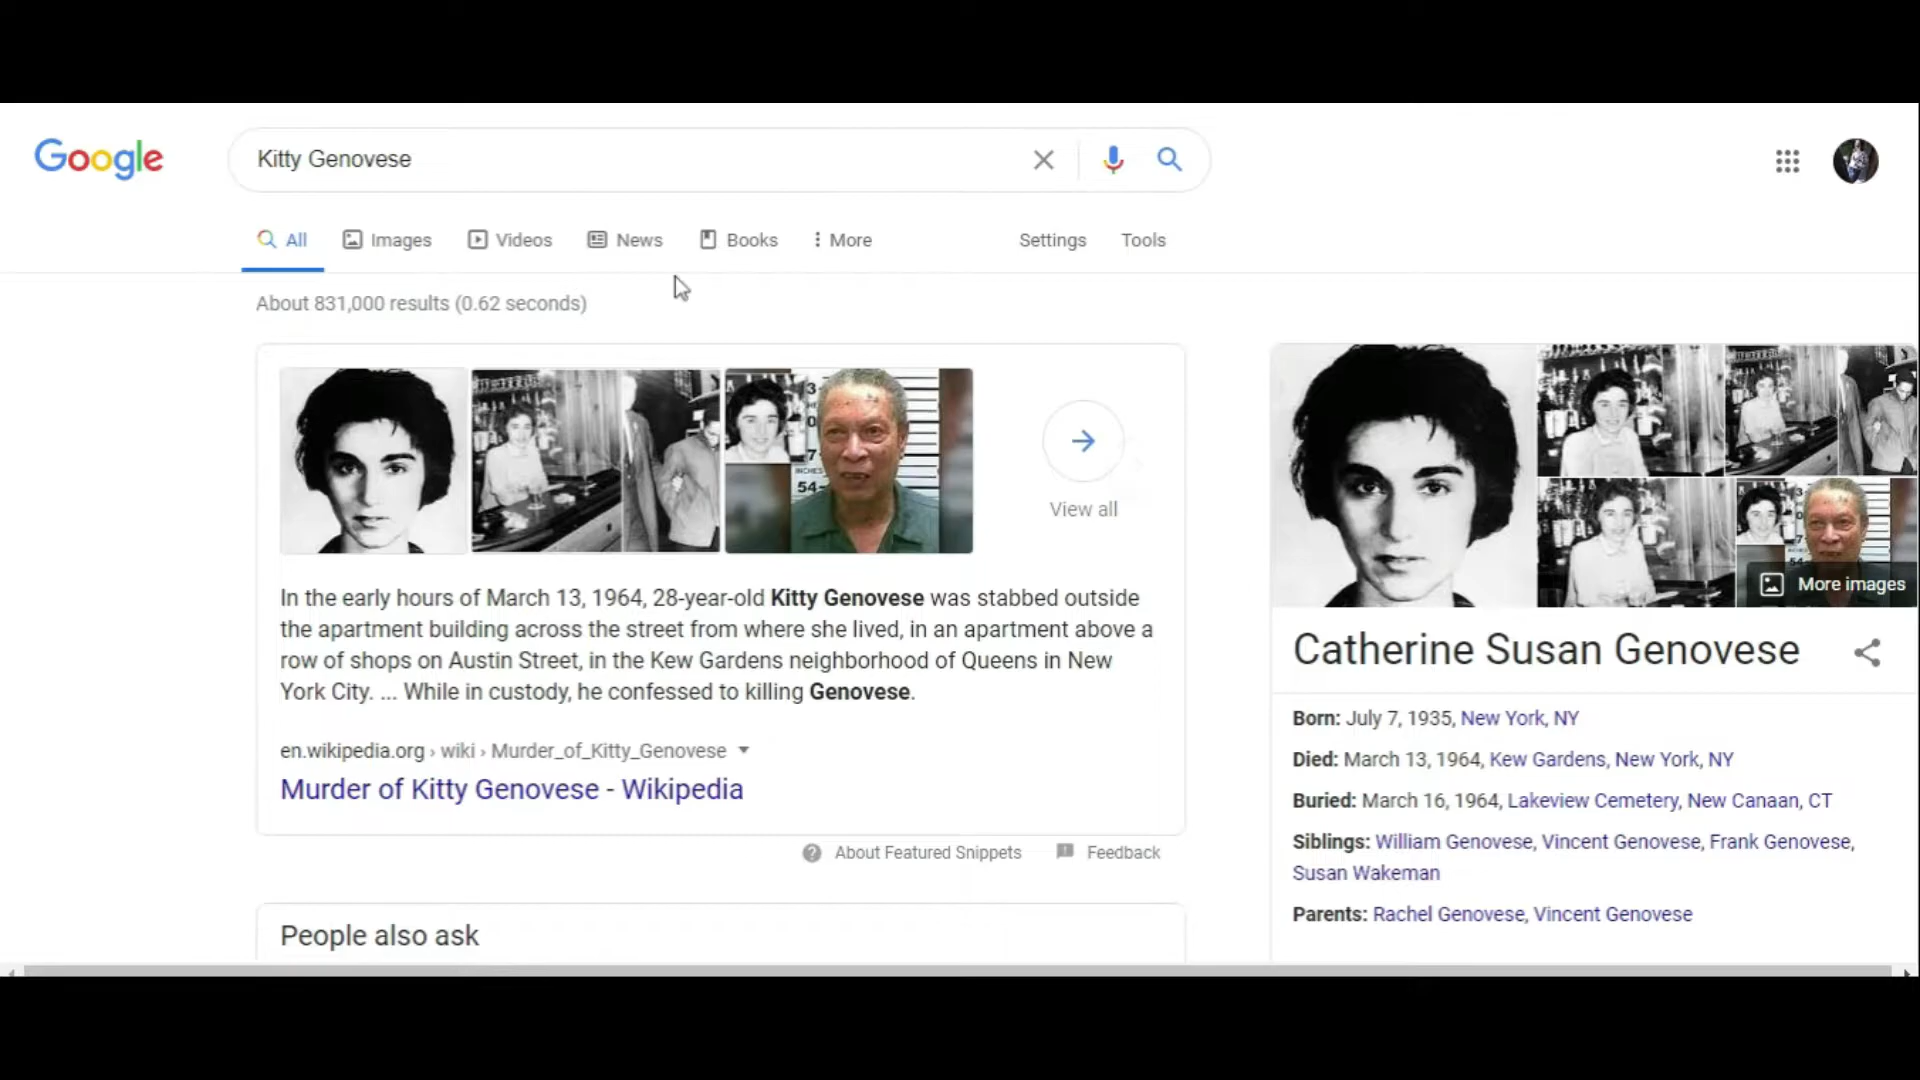 Google
Kitty Genovese
All Images Videos News Books More Settings Tools
About 831,000 results (0.62 seconds)
INCHES
54
View all
More images
In the early hours of March 13, 1964, 28-year-old Kitty Genovese was stabbed outside
the apartment building across the street from where she lived, in an apartment above a
row of shops on Austin Street, in the Kew Gardens neighborhood of Queens in New
York City. ... While in custody, he confessed to killing Genovese.
en.wikipedia.org › wiki › Murder_of_Kitty_Genovese
Murder of Kitty Genovese - Wikipedia
About Featured Snippets Feedback
People also ask
Catherine Susan Genovese
Born: July 7, 1935, New York, NY
Died: March 13, 1964, Kew Gardens, New York, NY
Buried: March 16, 1964, Lakeview Cemetery, New Canaan, CT
Siblings: William Genovese, Vincent Genovese, Frank Genovese,
Susan Wakeman
Parents: Rachel Genovese, Vincent Genovese